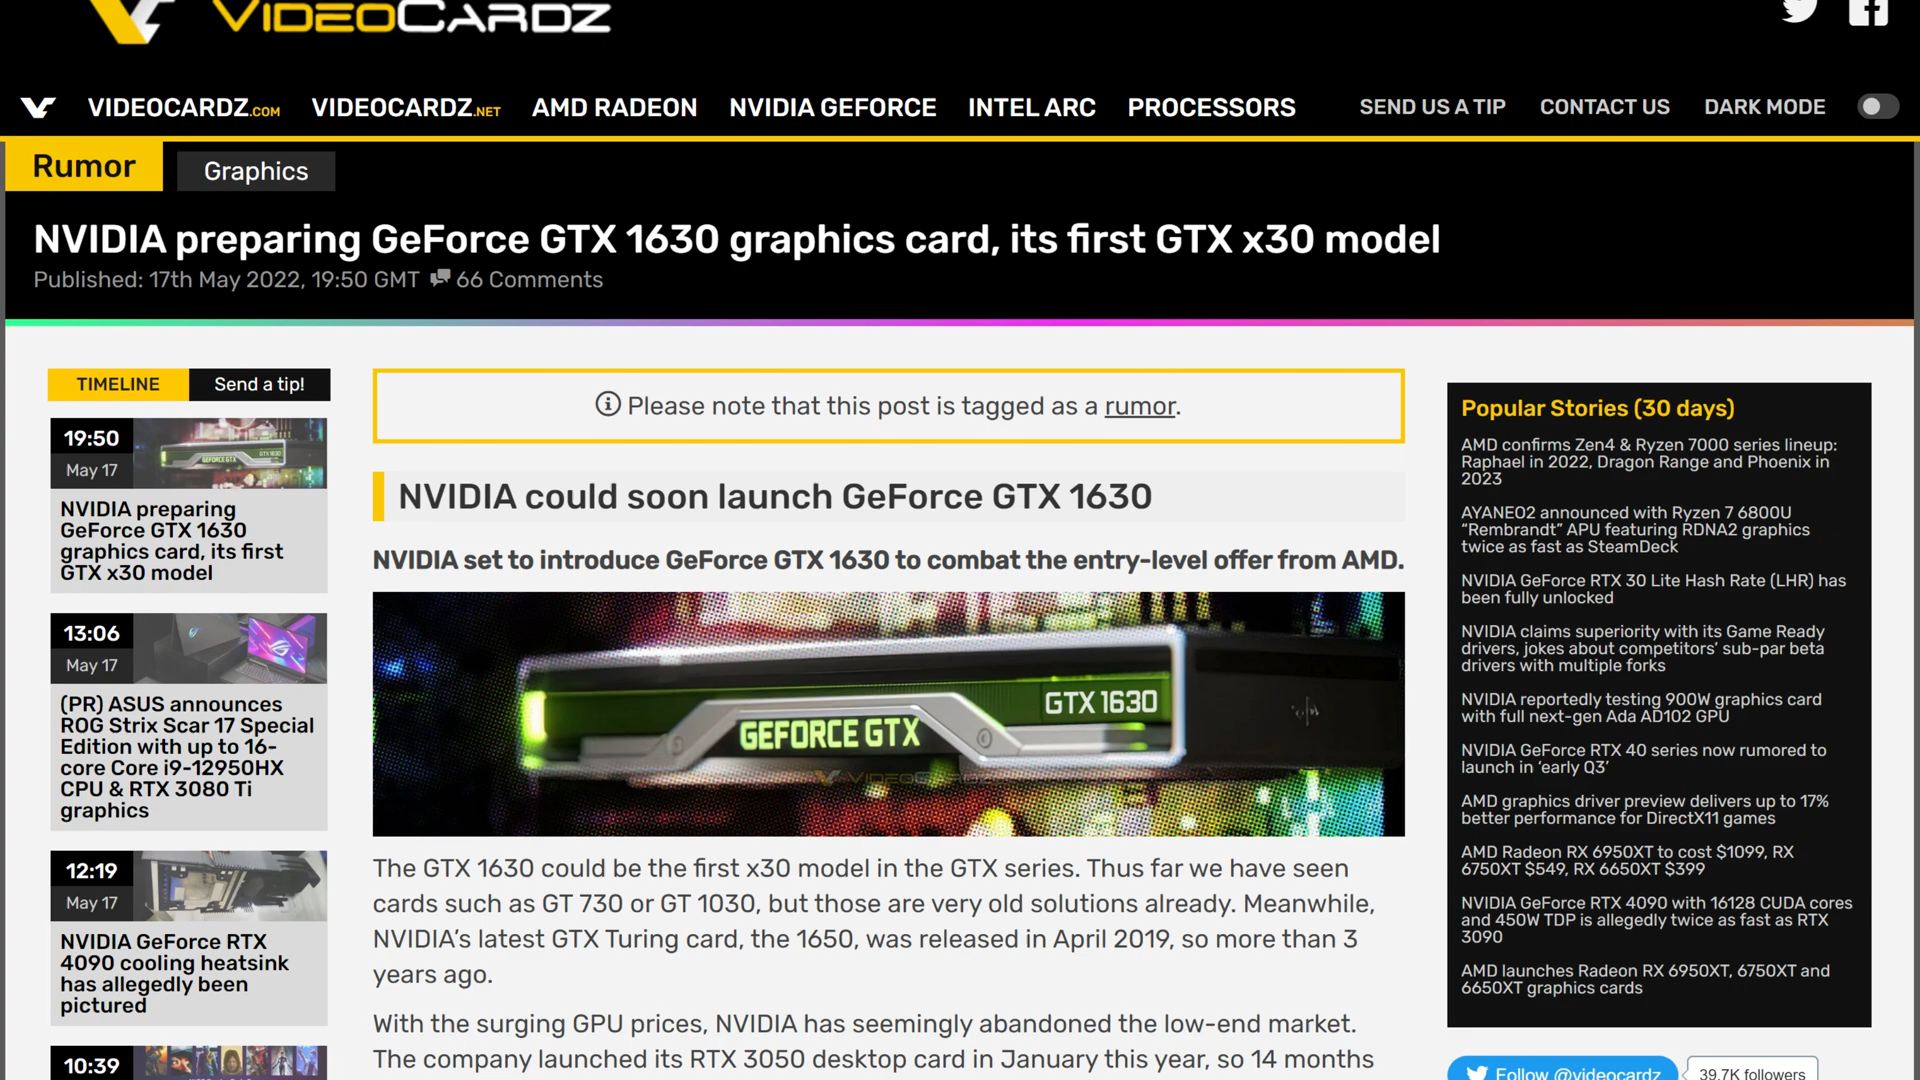 VIDEOCARDZ
VIDEOCARDZ.COM VIDEOCARDZ.NET AMD RADEON NVIDIA GEFORCE INTEL ARC PROCESSORS SEND US A TIP CONTACT US DARK MODE
Rumor Graphics
NVIDIA preparing GeForce GTX 1630 graphics card, its first GTX x30 model
Published: 17th May 2022, 19:50 GMT 66 Comments
TIMELINE Send a tip!
19:50
May 17
GEFORCE GTX
GTX 1630
NVIDIA preparing
GeForce GTX 1630
graphics card, its first
GTX x30 model
13:06
May 17
(PR) ASUS announces
ROG Strix Scar 17 Special
Edition with up to 16-
core Core i9-12950HX
CPU & RTX 3080 Ti
graphics
12:19
May 17
NVIDIA GeForce RTX
4090 cooling heatsink
has allegedly been
pictured
10:39
Please note that this post is tagged as a rumor.
NVIDIA could soon launch GeForce GTX 1630
NVIDIA set to introduce GeForce GTX 1630 to combat the entry-level offer from AMD.
GTX 1630
GEFORCE GTX
VIDEOCARDZ
The GTX 1630 could be the first x30 model in the GTX series. Thus far we have seen
cards such as GT 730 or GT 1030, but those are very old solutions already. Meanwhile,
NVIDIA’s latest GTX Turing card, the 1650, was released in April 2019, so more than 3
years ago.
With the surging GPU prices, NVIDIA has seemingly abandoned the low-end market.
The company launched its RTX 3050 desktop card in January this year, so 14 months
Popular Stories (30 days)
AMD confirms Zen4 & Ryzen 7000 series lineup:
Raphael in 2022, Dragon Range and Phoenix in
2023
AYANEO2 announced with Ryzen 7 6800U
“Rembrandt” APU featuring RDNA2 graphics
twice as fast as SteamDeck
NVIDIA GeForce RTX 30 Lite Hash Rate (LHR) has
been fully unlocked
NVIDIA claims superiority with its Game Ready
drivers, jokes about competitors’ sub-par beta
drivers with multiple forks
NVIDIA reportedly testing 900W graphics card
with full next-gen Ada AD102 GPU
NVIDIA GeForce RTX 40 series now rumored to
launch in ‘early Q3’
AMD graphics driver preview delivers up to 17%
better performance for DirectX11 games
AMD Radeon RX 6950XT to cost $1099, RX
6750XT $549, RX 6650XT $399
NVIDIA GeForce RTX 4090 with 16128 CUDA cores
and 450W TDP is allegedly twice as fast as RTX
3090
AMD launches Radeon RX 6950XT, 6750XT and
6650XT graphics cards
Follow @videocardz 39.7K followers